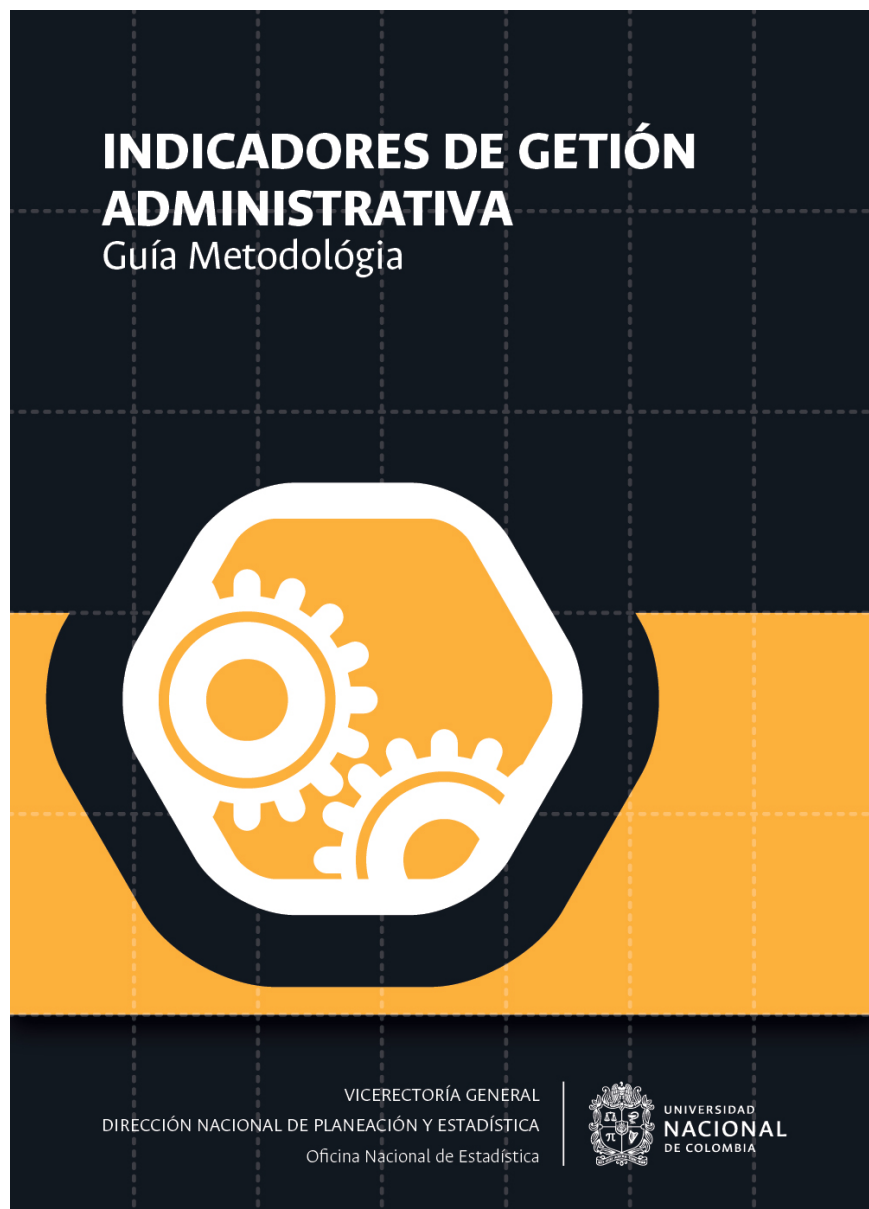 INDICADORES DE GETIÓN
ADMINISTRATIVA
Guía Metodológia
VICERECTORÍA GENERAL
DIRECCIÓN NACIONAL DE PLANEACIÓN Y ESTADÍSTICA
Oficina Nacional de Estadística
UNIVERSIDAD
NACIONAL
DE COLOMBIA